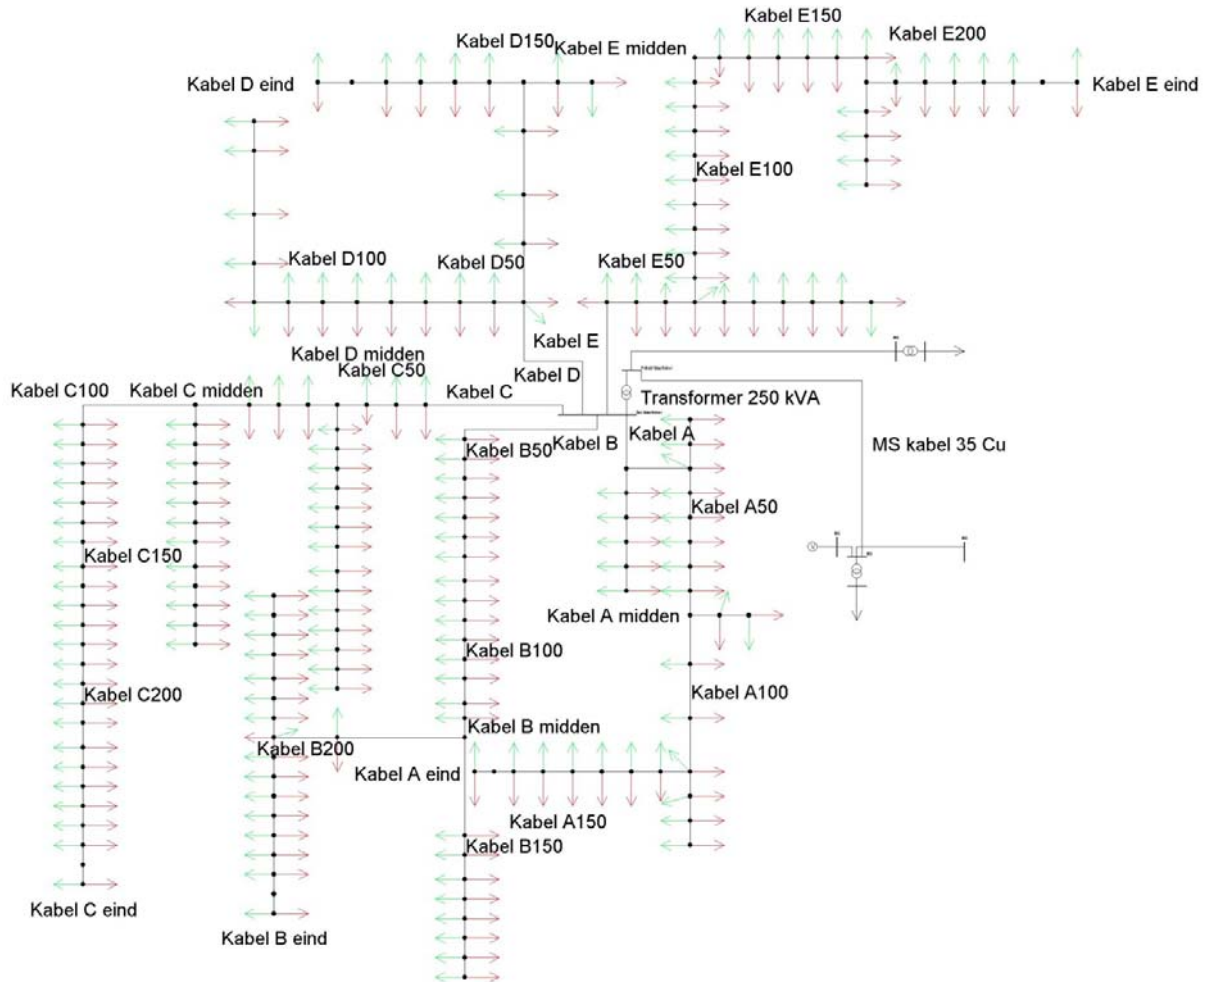 Kabel E150
Kabel D150
Kabel E midden
Kabel E200
Kabel D eind
Kabel E eind
Kabel E100
Kabel D100
Kabel D50
Kabel E50
Kabel E
Kabel D midden
Kabel D
Kabel C50
Kabel C100
Kabel C midden
Kabel C
Transformer 250 kVA
Kabel B
Kabel A
MS kabel 35 Cu
Kabel B50
Kabel A50
Kabel C150
Kabel A midden
Kabel B100
Kabel C200
Kabel A100
Kabel B midden
Kabel B200
Kabel A eind
Kabel A150
Kabel B150
Kabel C eind
Kabel B eind